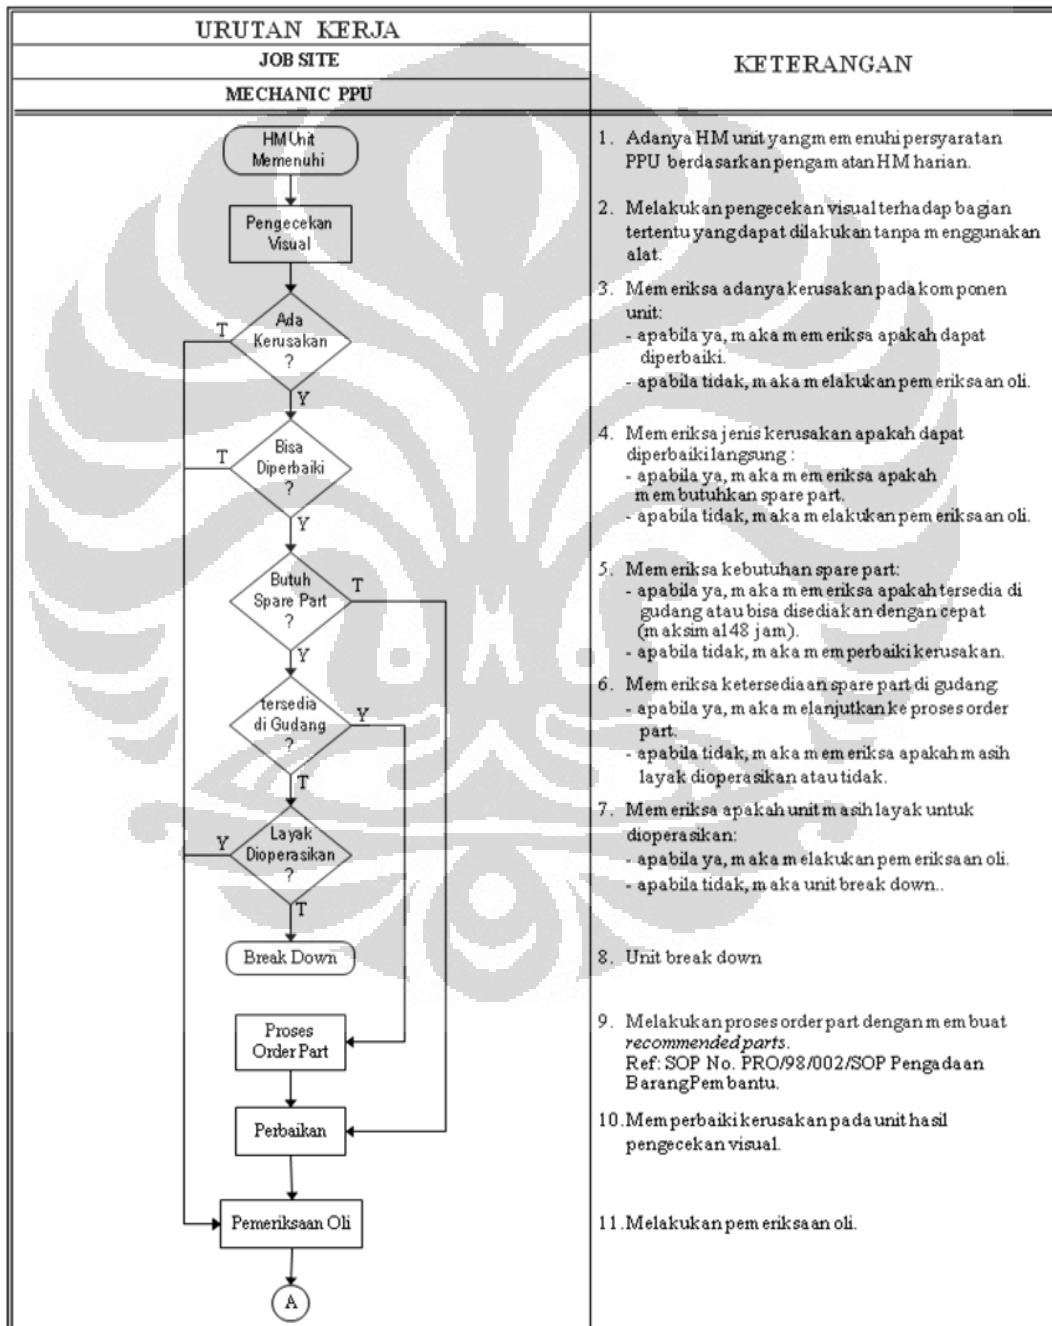 URUTAN KERJA
JOB SITE
MECHANIC PPU
KETERANGAN
HM Unit
Memenuhi
Pengecekan
Visual
Ada
Kerusakan
?
T
Y
Bisa
Diperbaiki
?
T
Y
Butuh
Spare Part
?
T
Y
tersedia
di Gudang
?
Y
T
Layak
Dioperasikan
?
Y
T
Break Down
Proses
Order Part
Perbaikan
Pemeriksaan Oli
A
1. Adanya HM unit yang memenuhi persyaratan
PPU berdasarkan pengamatan HM harian.
2. Melakukan pengecekan visual terhadap bagian
tertentu yang dapat dilakukan tanpa menggunakan
alat.
3. Memeriksa adanya kerusakan pada komponen
unit:
- apabila ya, maka memeriksa apakah dapat
diperbaiki.
- apabila tidak, maka melakukan pemeriksaan oli.
4. Memeriksa jenis kerusakan apakah dapat
diperbaiki langsung :
- apabila ya, maka memeriksa apakah
membutuhkan spare part.
- apabila tidak, maka melakukan pemeriksaan oli.
5. Memeriksa kebutuhan spare part:
- apabila ya, maka memeriksa apakah tersedia di
gudang atau bisa disediakan dengan cepat
(maksimal 48 jam).
- apabila tidak, maka memperbaiki kerusakan.
6. Memeriksa ketersediaan spare part di gudang:
- apabila ya, maka melanjutkan ke proses order
part.
- apabila tidak, maka memeriksa apakah masih
layak dioperasikan atau tidak.
7. Memeriksa apakah unit masih layak untuk
dioperasikan:
- apabila ya, maka melakukan pemeriksaan oli.
- apabila tidak, maka unit break down..
8. Unit break down
9. Melakukan proses order part dengan membuat
recommended parts.
Ref: SOP No. PRO/98/002/SOP Pengadaan
Barang Pembantu.
10. Memperbaiki kerusakan pada unit hasil
pengecekan visual.
11. Melakukan pemeriksaan oli.